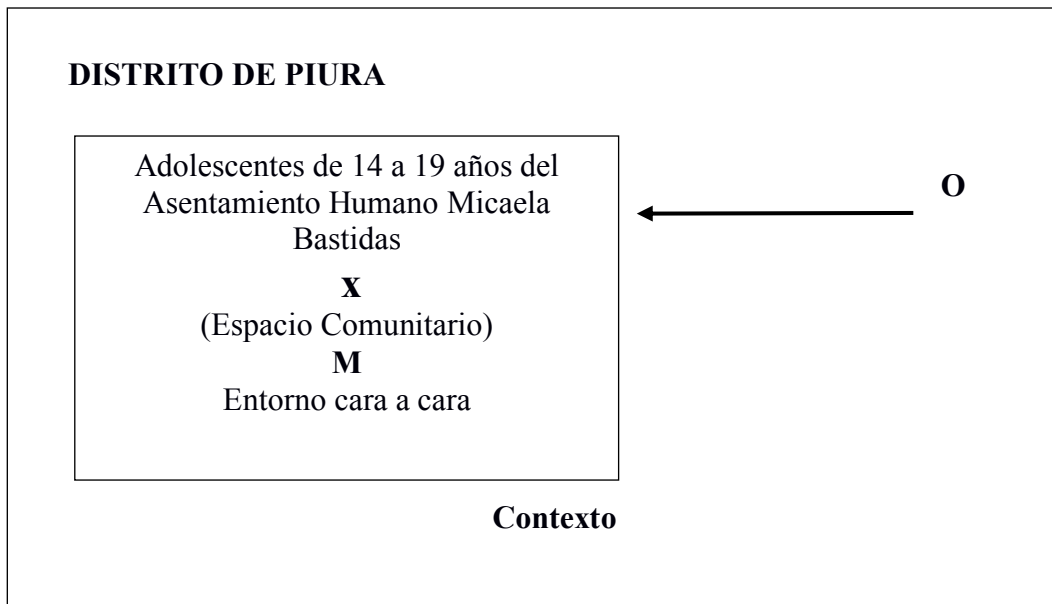 DISTRITO DE PIURA
Adolescentes de 14 a 19 años del
Asentamiento Humano Micaela
Bastidas
X
(Espacio Comunitario)
M
Entorno cara a cara
O
Contexto